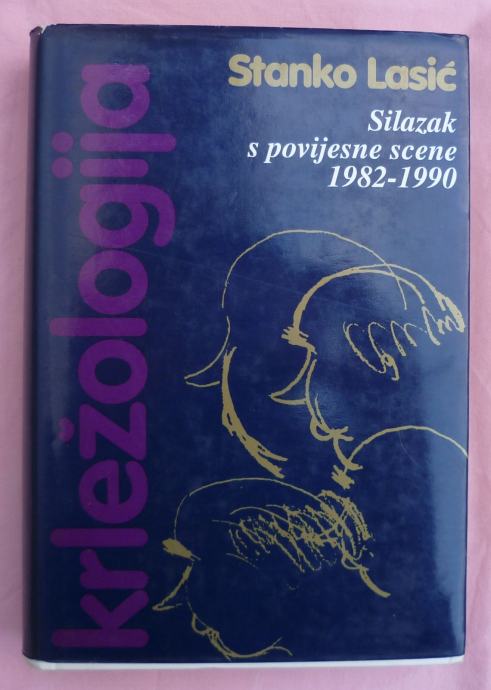 Stanko Lasić
Silazak
s povijesne scene
1982-1990
krležologija